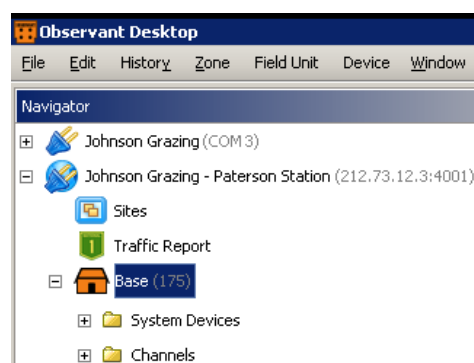 Observant Desktop
File Edit History Zone Field Unit Device Window
Navigator
Johnson Grazing (COM3)
Johnson Grazing - Paterson Station (212.73.12.3:4001)
Sites
1 Traffic Report
Base (175)
System Devices
Channels